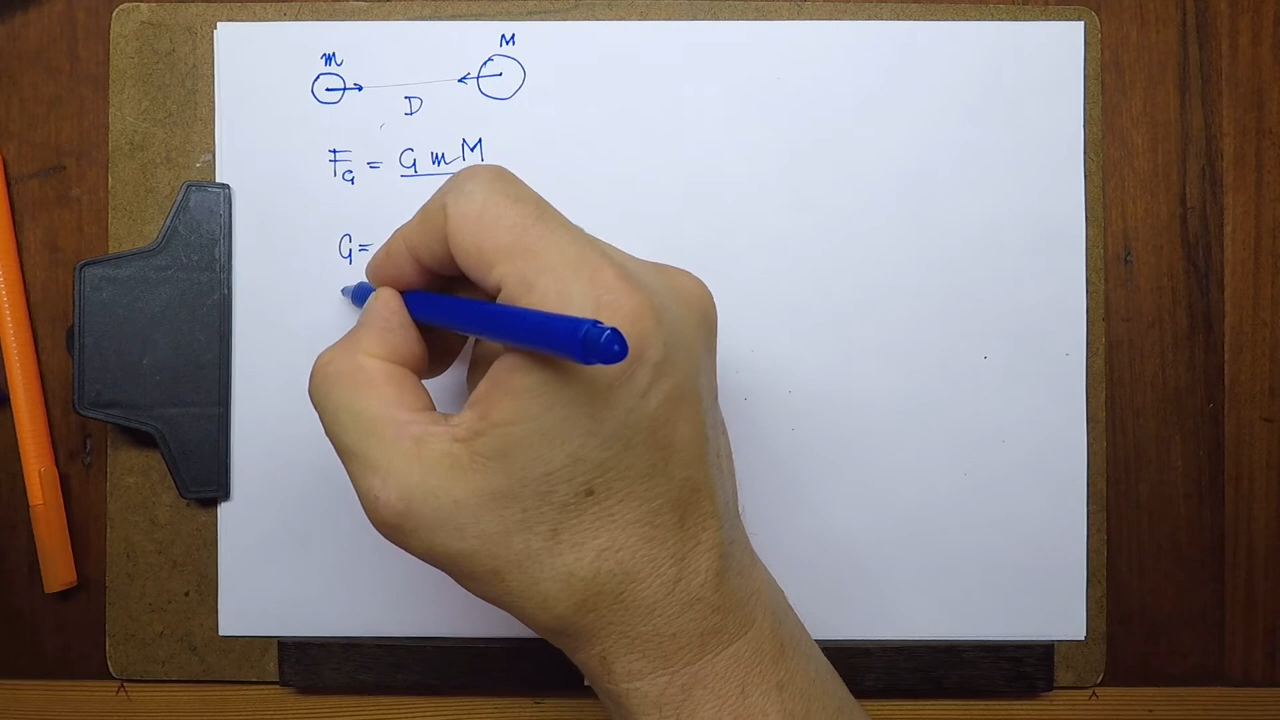 m M
D
F_G = G m M
G =